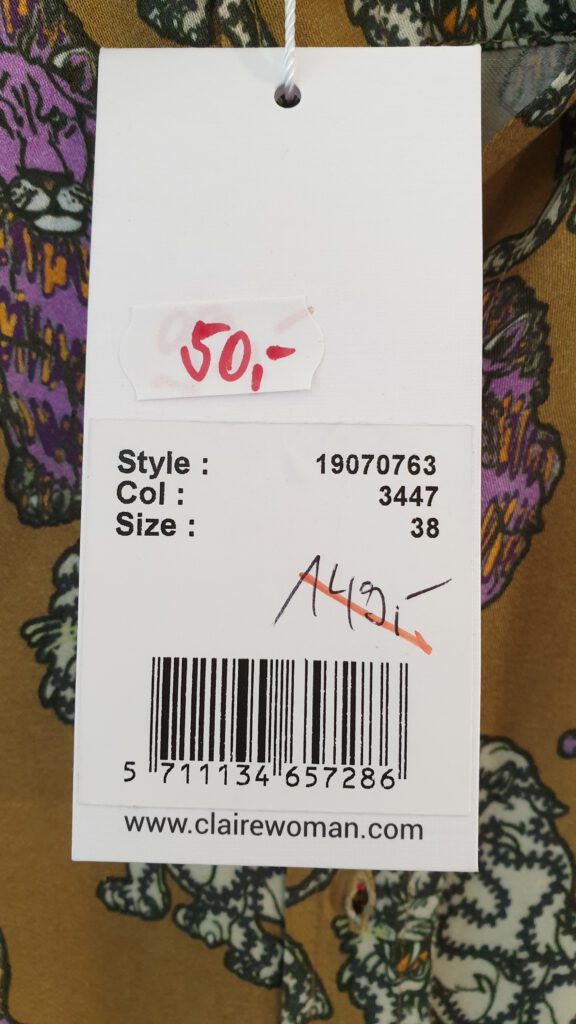 50,-
Style : 19070763
Col : 3447
Size : 38
149,-
5 711134 657286
www.clairewoman.com